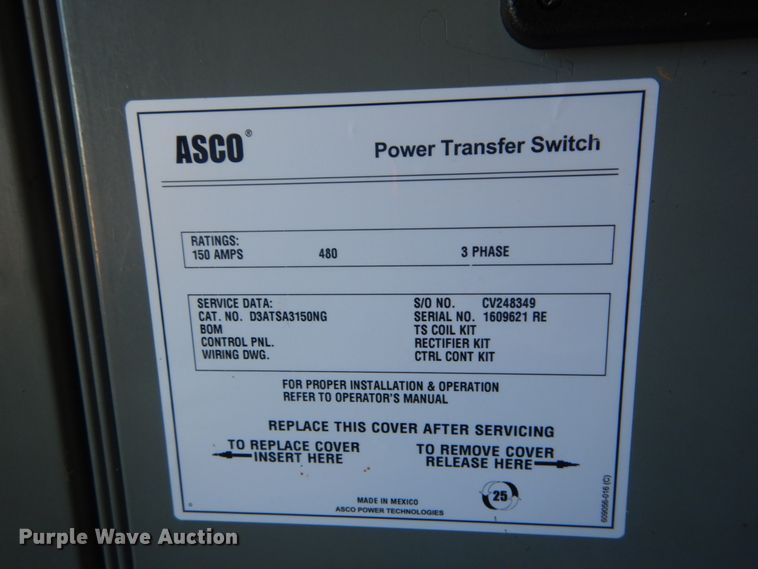 ASCO®
Power Transfer Switch
RATINGS:
150 AMPS 480 3 PHASE
SERVICE DATA: S/O NO. CV248349
CAT. NO. D3ATSA3150NG SERIAL NO. 1609621 RE
BOM TS COIL KIT
CONTROL PNL. RECTIFIER KIT
WIRING DWG. CTRL CONT KIT
FOR PROPER INSTALLATION & OPERATION
REFER TO OPERATOR'S MANUAL
REPLACE THIS COVER AFTER SERVICING
TO REPLACE COVER
INSERT HERE
TO REMOVE COVER
RELEASE HERE
25
MADE IN MEXICO
ASCO POWER TECHNOLOGIES
609056-016 (C)
Purple Wave Auction